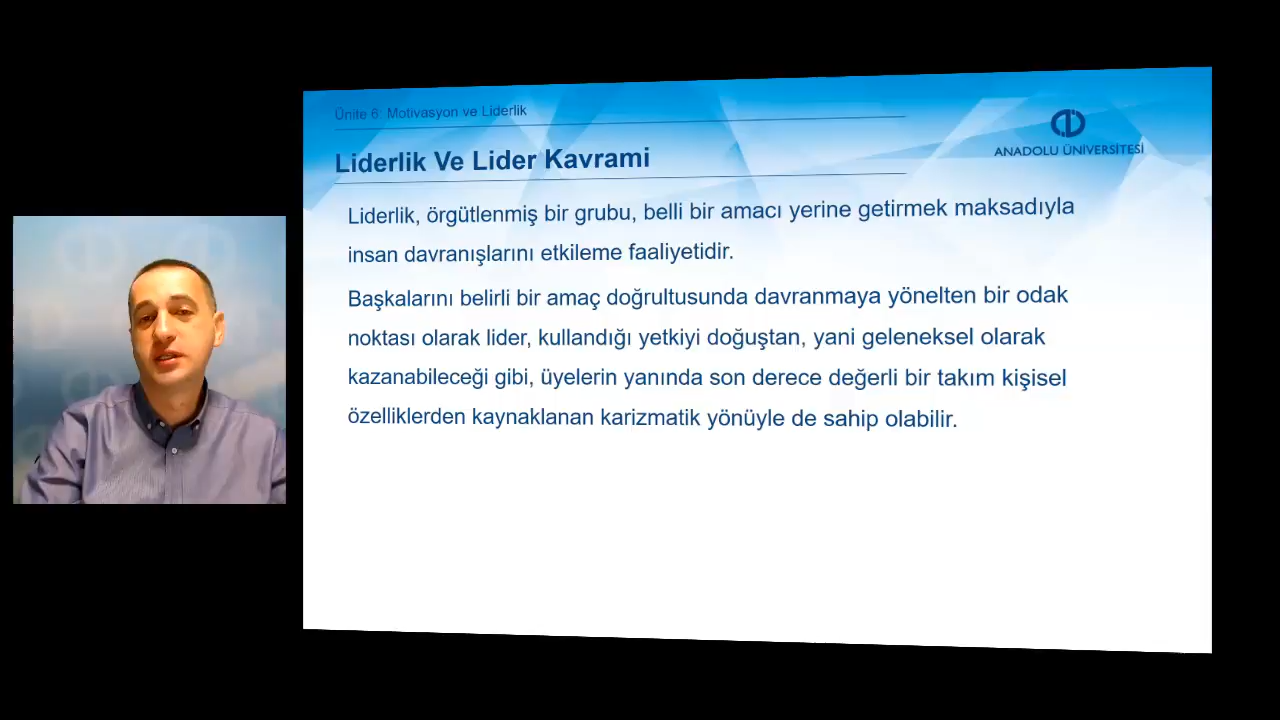 Ünite 6: Motivasyon ve Liderlik
ANADOLU ÜNİVERSİTESİ
Liderlik Ve Lider Kavrami
Liderlik, örgütlenmiş bir grubu, belli bir amacı yerine getirmek maksadıyla
insan davranışlarını etkileme faaliyetidir.
Başkalarını belirli bir amaç doğrultusunda davranmaya yönelten bir odak
noktası olarak lider, kullandığı yetkiyi doğuştan, yani geleneksel olarak
kazanabileceği gibi, üyelerin yanında son derece değerli bir takım kişisel
özelliklerden kaynaklanan karizmatik yönüyle de sahip olabilir.